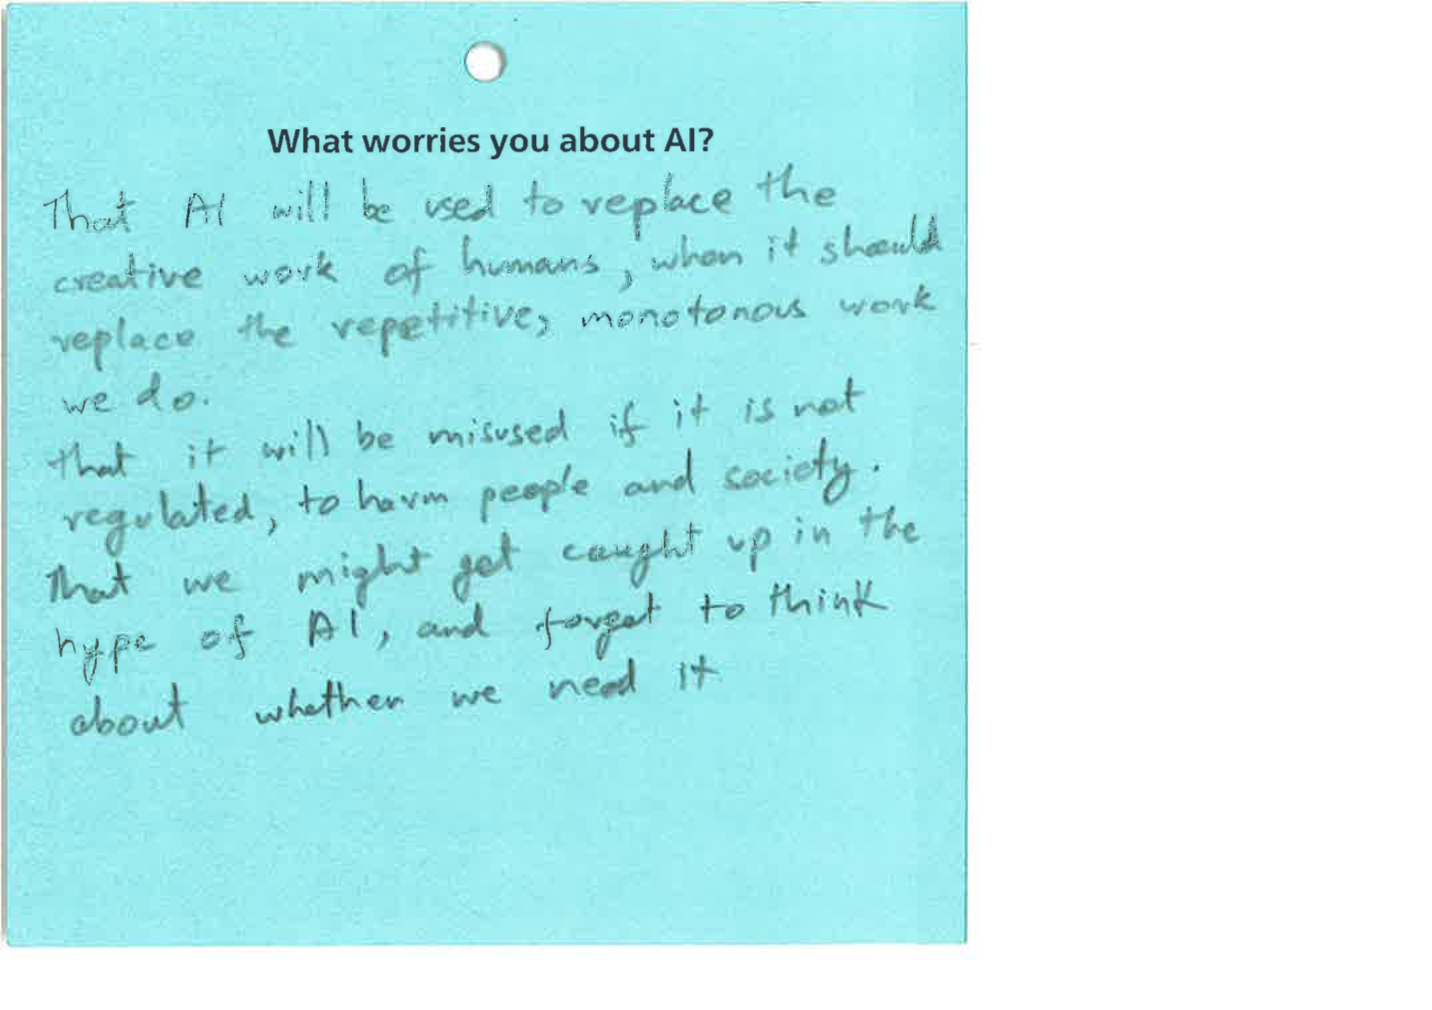 What worries you about AI?
That AI will be used to replace the
creative work of humans, when it should
replace the repetitive, monotonous work
we do.
That it will be misused if it is not
regulated, to harm people and society.
That we might get caught up in the
hype of AI, and forget to think
about whether we need it